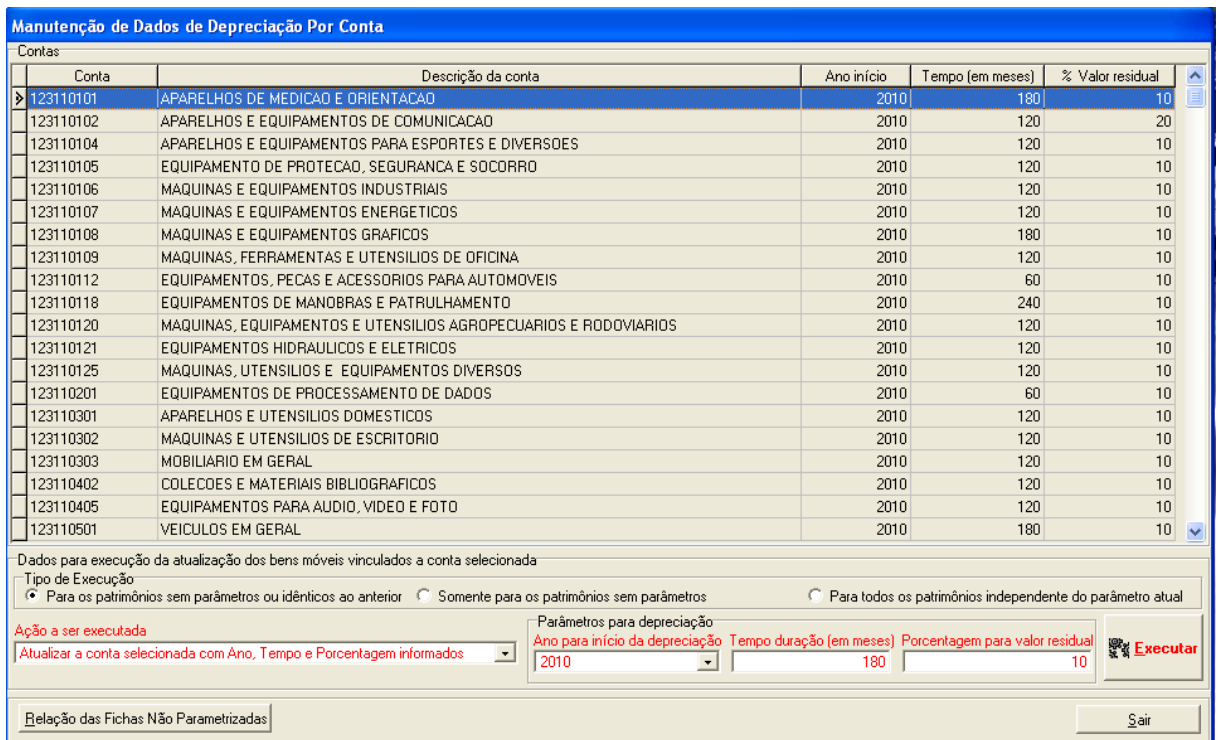 Manutenção de Dados de Depreciação Por Conta
Contas
Conta Descrição da conta Ano início Tempo (em meses) % Valor residual
123110101 APARELHOS DE MEDICAO E ORIENTACAO 2010 180 10
123110102 APARELHOS E EQUIPAMENTOS DE COMUNICACAO 2010 120 20
123110104 APARELHOS E EQUIPAMENTOS PARA ESPORTES E DIVERSOES 2010 120 10
123110105 EQUIPAMENTO DE PROTECAO, SEGURANCA E SOCORRO 2010 120 10
123110106 MAQUINAS E EQUIPAMENTOS INDUSTRIAIS 2010 120 10
123110107 MAQUINAS E EQUIPAMENTOS ENERGETICOS 2010 120 10
123110108 MAQUINAS E EQUIPAMENTOS GRAFICOS 2010 180 10
123110109 MAQUINAS, FERRAMENTAS E UTENSILIOS DE OFICINA 2010 120 10
123110112 EQUIPAMENTOS, PECAS E ACESSORIOS PARA AUTOMOVEIS 2010 60 10
123110118 EQUIPAMENTOS DE MANOBRAS E PATRULHAMENTO 2010 240 10
123110120 MAQUINAS, EQUIPAMENTOS E UTENSILIOS AGROPECUARIOS E RODOVIARIOS 2010 120 10
123110121 EQUIPAMENTOS HIDRAULICOS E ELETRICOS 2010 120 10
123110125 MAQUINAS, UTENSILIOS E EQUIPAMENTOS DIVERSOS 2010 120 10
123110201 EQUIPAMENTOS DE PROCESSAMENTO DE DADOS 2010 60 10
123110301 APARELHOS E UTENSILIOS DOMESTICOS 2010 120 10
123110302 MAQUINAS E UTENSILIOS DE ESCRITORIO 2010 120 10
123110303 MOBILIARIO EM GERAL 2010 120 10
123110402 COLECOES E MATERIAIS BIBLIOGRAFICOS 2010 120 10
123110405 EQUIPAMENTOS PARA AUDIO, VIDEO E FOTO 2010 120 10
123110501 VEICULOS EM GERAL 2010 180 10
Dados para execução da atualização dos bens móveis vinculados a conta selecionada
Tipo de Execução
Para os patrimônios sem parâmetros ou idênticos ao anterior Somente para os patrimônios sem parâmetros Para todos os patrimônios independente do parâmetro atual
Ação a ser executada
Atualizar a conta selecionada com Ano, Tempo e Porcentagem informados
Parâmetros para depreciação
Ano para início da depreciação Tempo duração (em meses) Porcentagem para valor residual
2010 180 10
Executar
Relação das Fichas Não Parametrizadas Sair